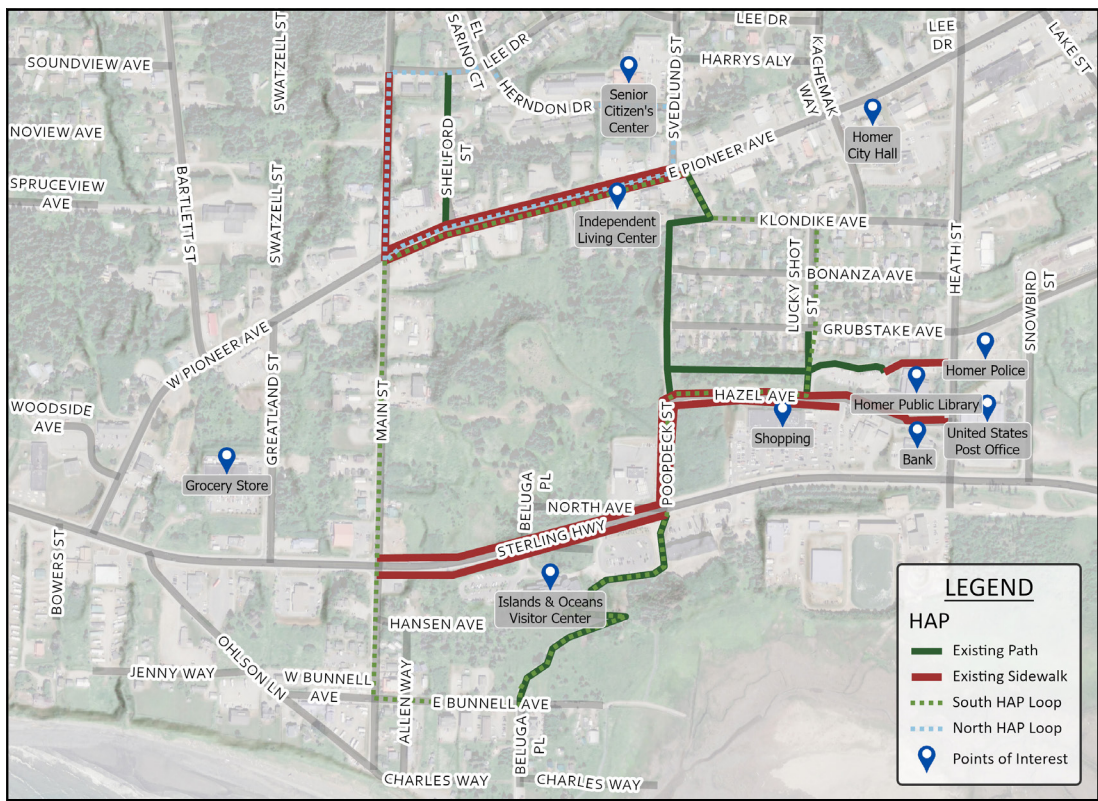 LEE DR
LEE
DR
LAKE ST
SWATZELL ST
EL
SARINO CT
LEE DR
SVEDLUND ST
KACHEMAK
WAY
SOUNDVIEW AVE
HARRYS ALY
Senior
Citizen's
Center
HERNDON DR
NOVIEW AVE
Homer
City Hall
SHELFORD
ST
E PIONEER AVE
BARTLETT ST
SWATZELL ST
SPRUCEVIEW
AVE
Independent
Living Center
KLONDIKE AVE
HEATH ST
LUCKY SHOT
ST
BONANZA AVE
SNOWBIRD
ST
GRUBSTAKE AVE
W PIONEER AVE
Homer Police
GREATLAND ST
MAIN ST
HAZEL AVE
Homer Public Library
WOODSIDE
AVE
POOPDECK ST
Shopping
United States
Post Office
Bank
Grocery Store
BELUGA
PL
NORTH AVE
STERLING HWY
BOWERS ST
Islands & Oceans
Visitor Center
HANSEN AVE
OHLSON LN
JENNY WAY
W BUNNELL
AVE
ALLEN WAY
E BUNNELL AVE
BELUGA
PL
CHARLES WAY
CHARLES WAY
LEGEND
HAP
Existing Path
Existing Sidewalk
South HAP Loop
North HAP Loop
Points of Interest